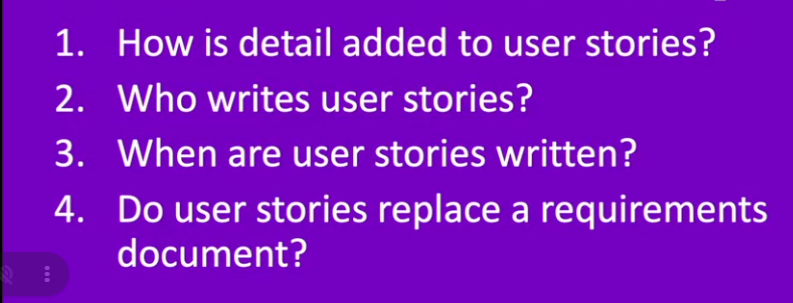 1. How is detail added to user stories?
2. Who writes user stories?
3. When are user stories written?
4. Do user stories replace a requirements
document?